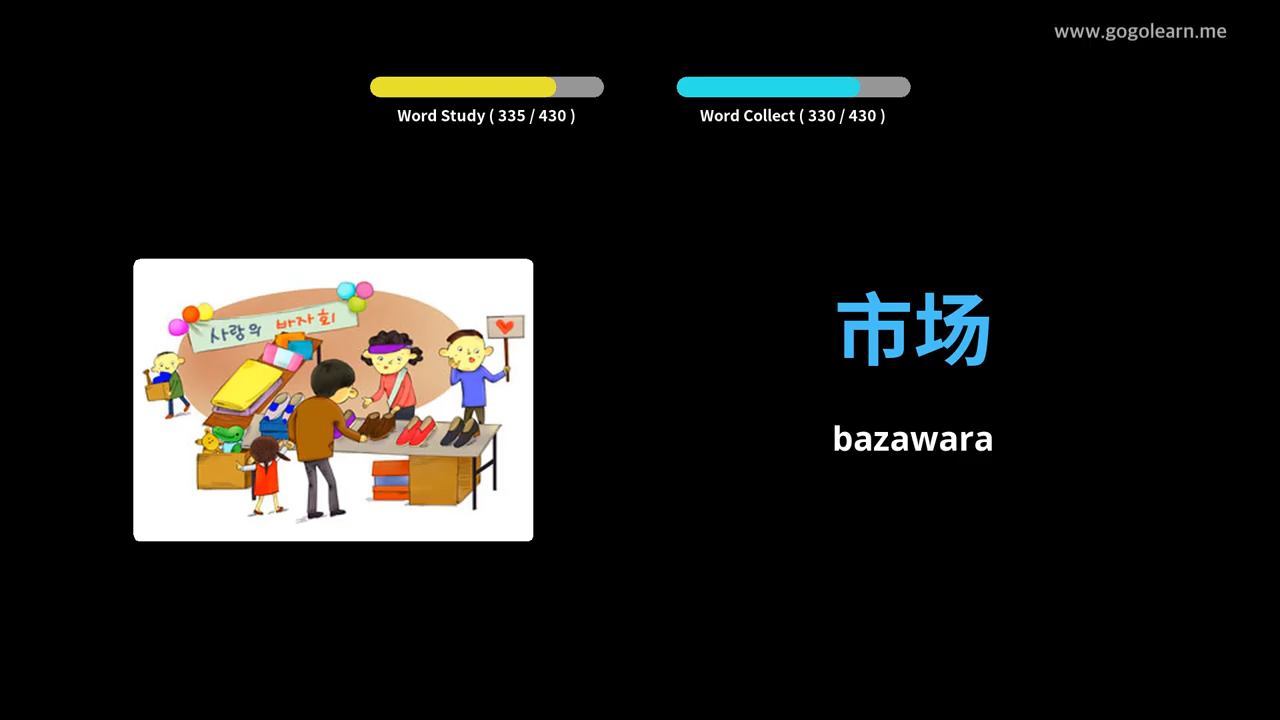 www.gogolearn.me
Word Study ( 335 / 430 )
Word Collect ( 330 / 430 )
사랑의 바자회
市场
bazawara